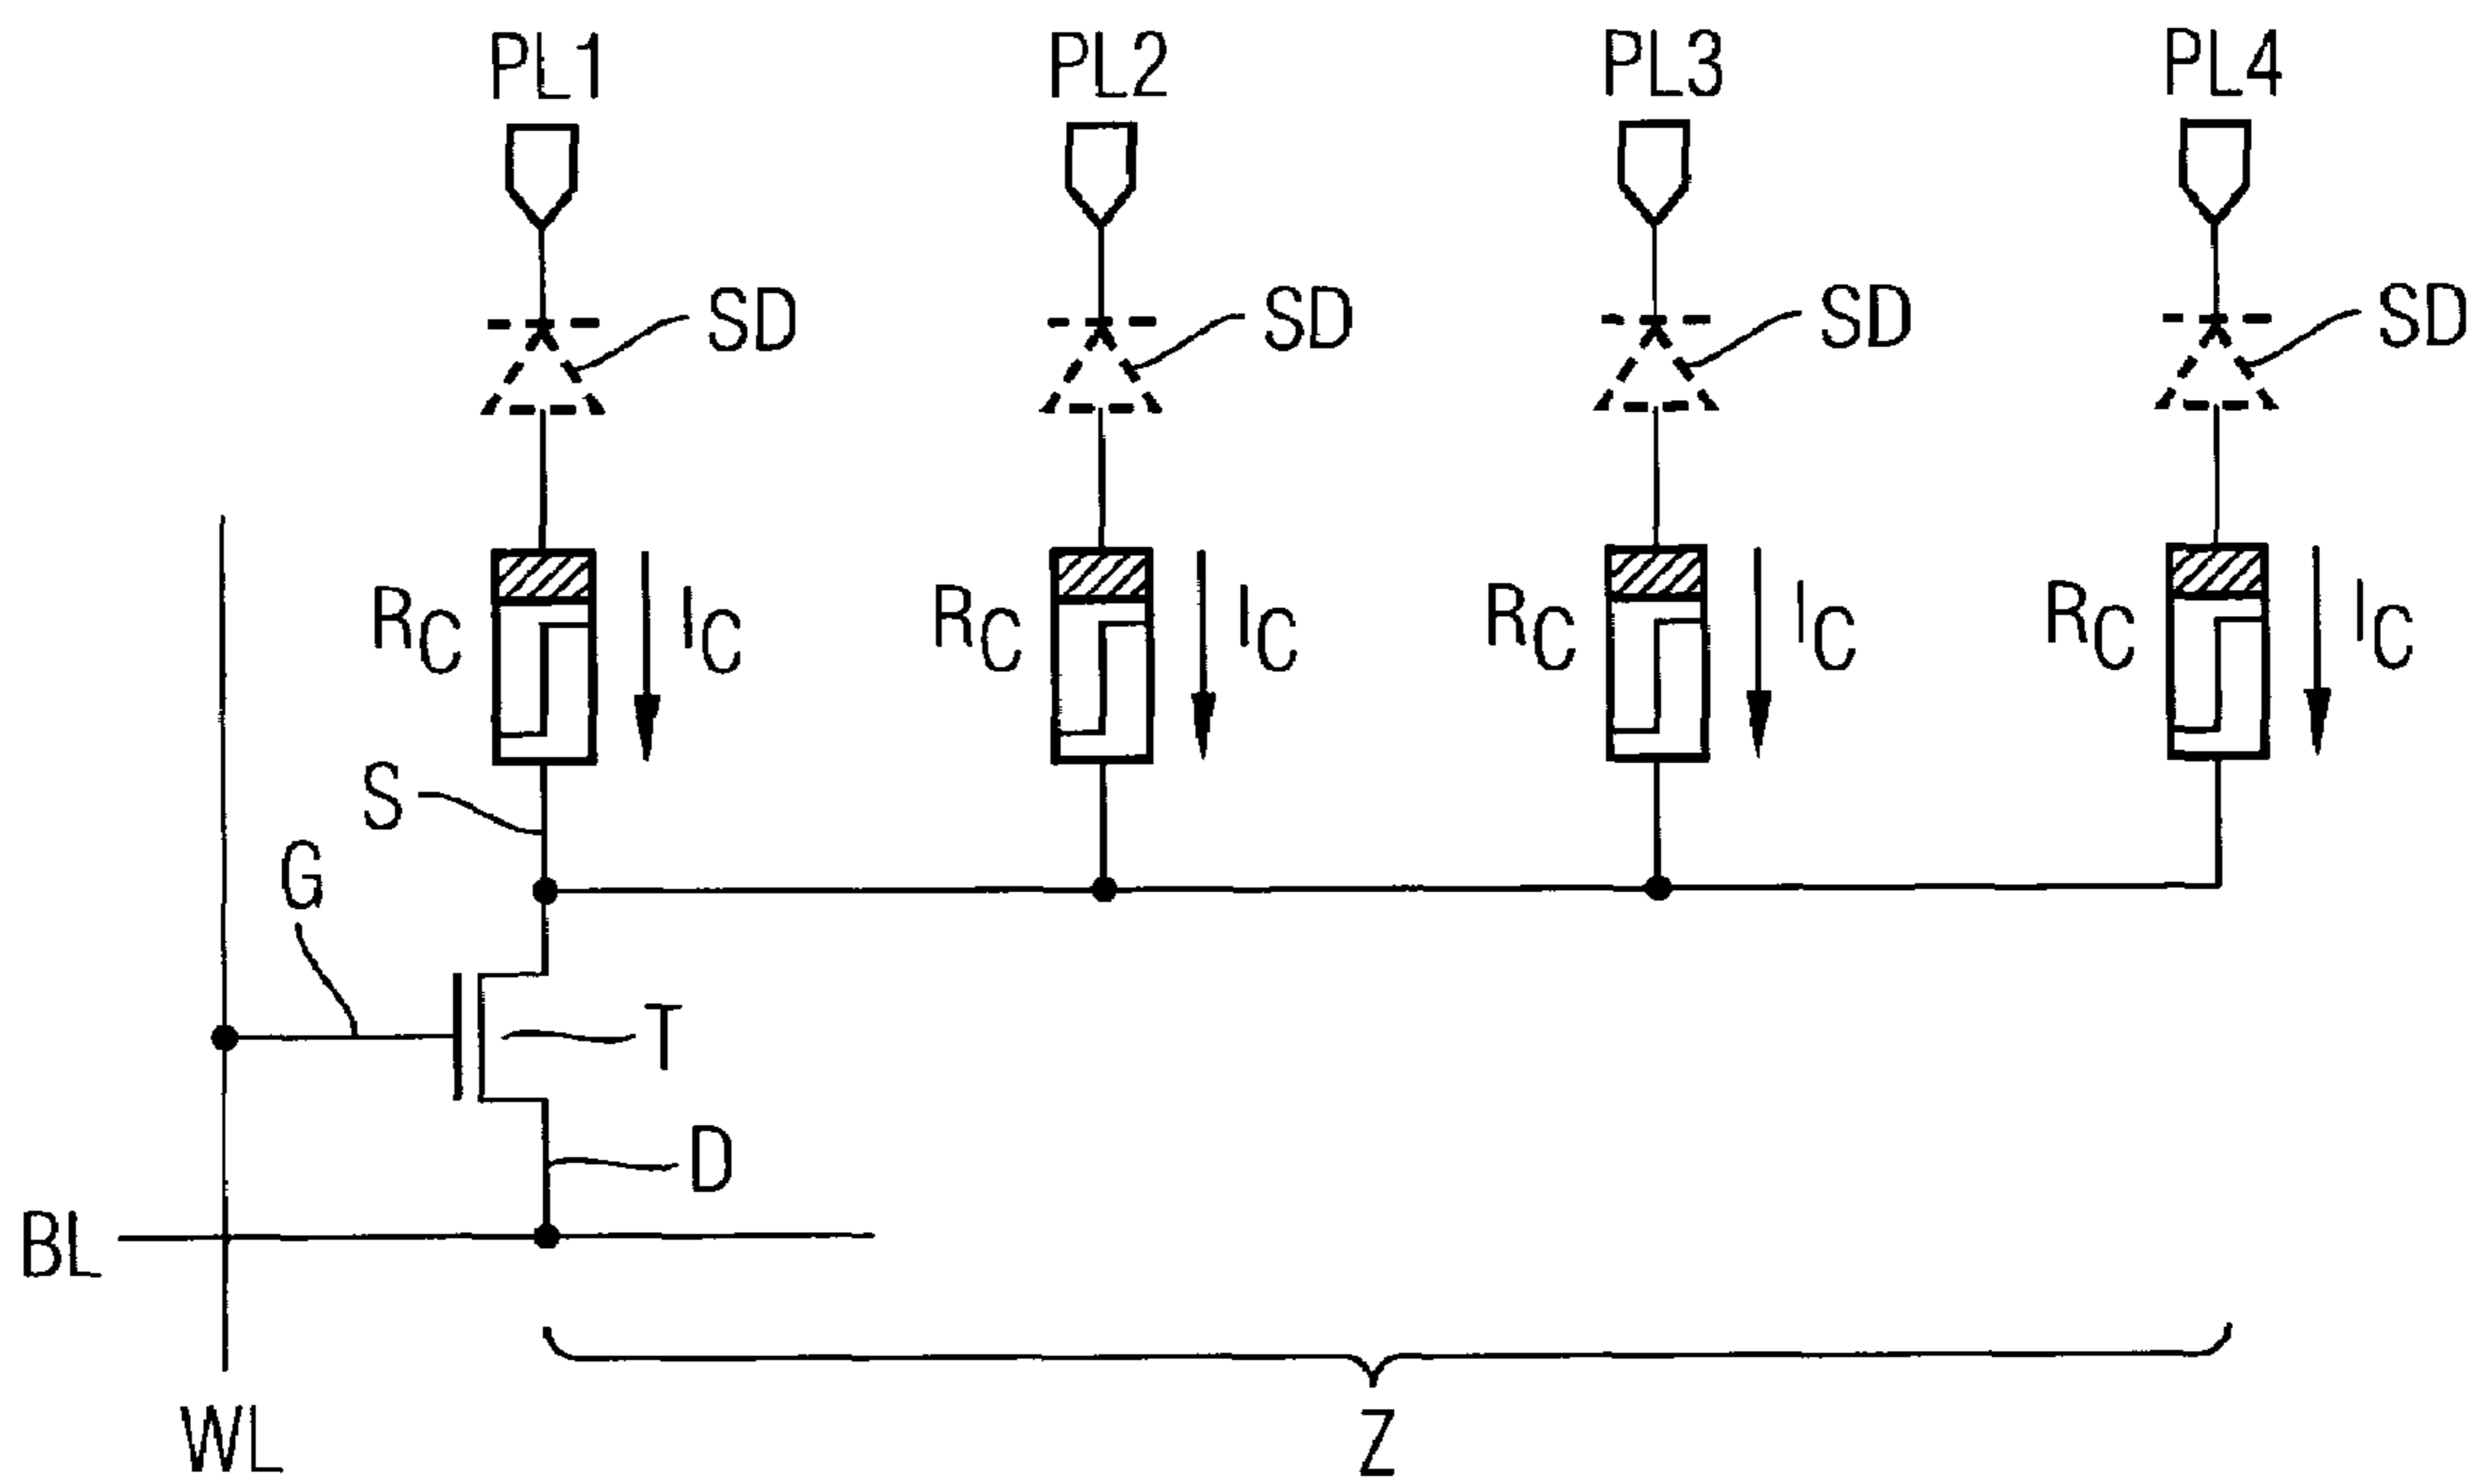 PL1 PL2 PL3 PL4
SD SD SD SD
RC IC RC IC RC IC RC IC
S
G
T
D
BL
WL
Z